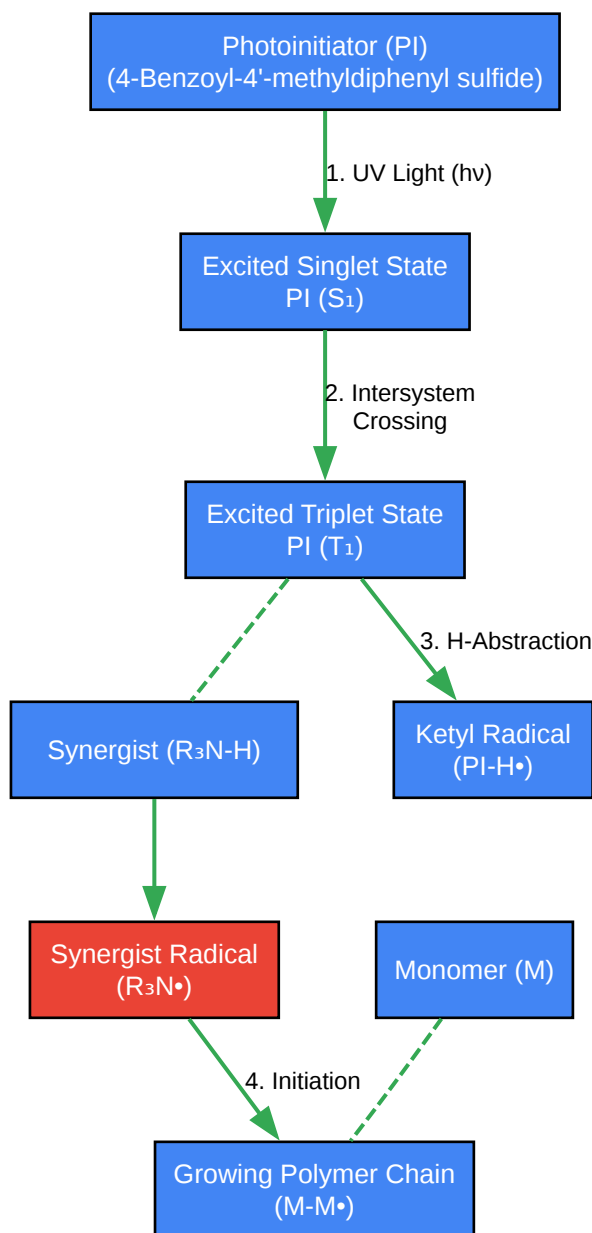 Photoinitiator (PI)
(4-Benzoyl-4'-methyldiphenyl sulfide)
1. UV Light (hν)
Excited Singlet State
PI (S₁)
2. Intersystem
Crossing
Excited Triplet State
PI (T₁)
3. H-Abstraction
Synergist (R₃N-H)
Ketyl Radical
(PI-H•)
Synergist Radical
(R₃N•)
Monomer (M)
4. Initiation
Growing Polymer Chain
(M-M•)